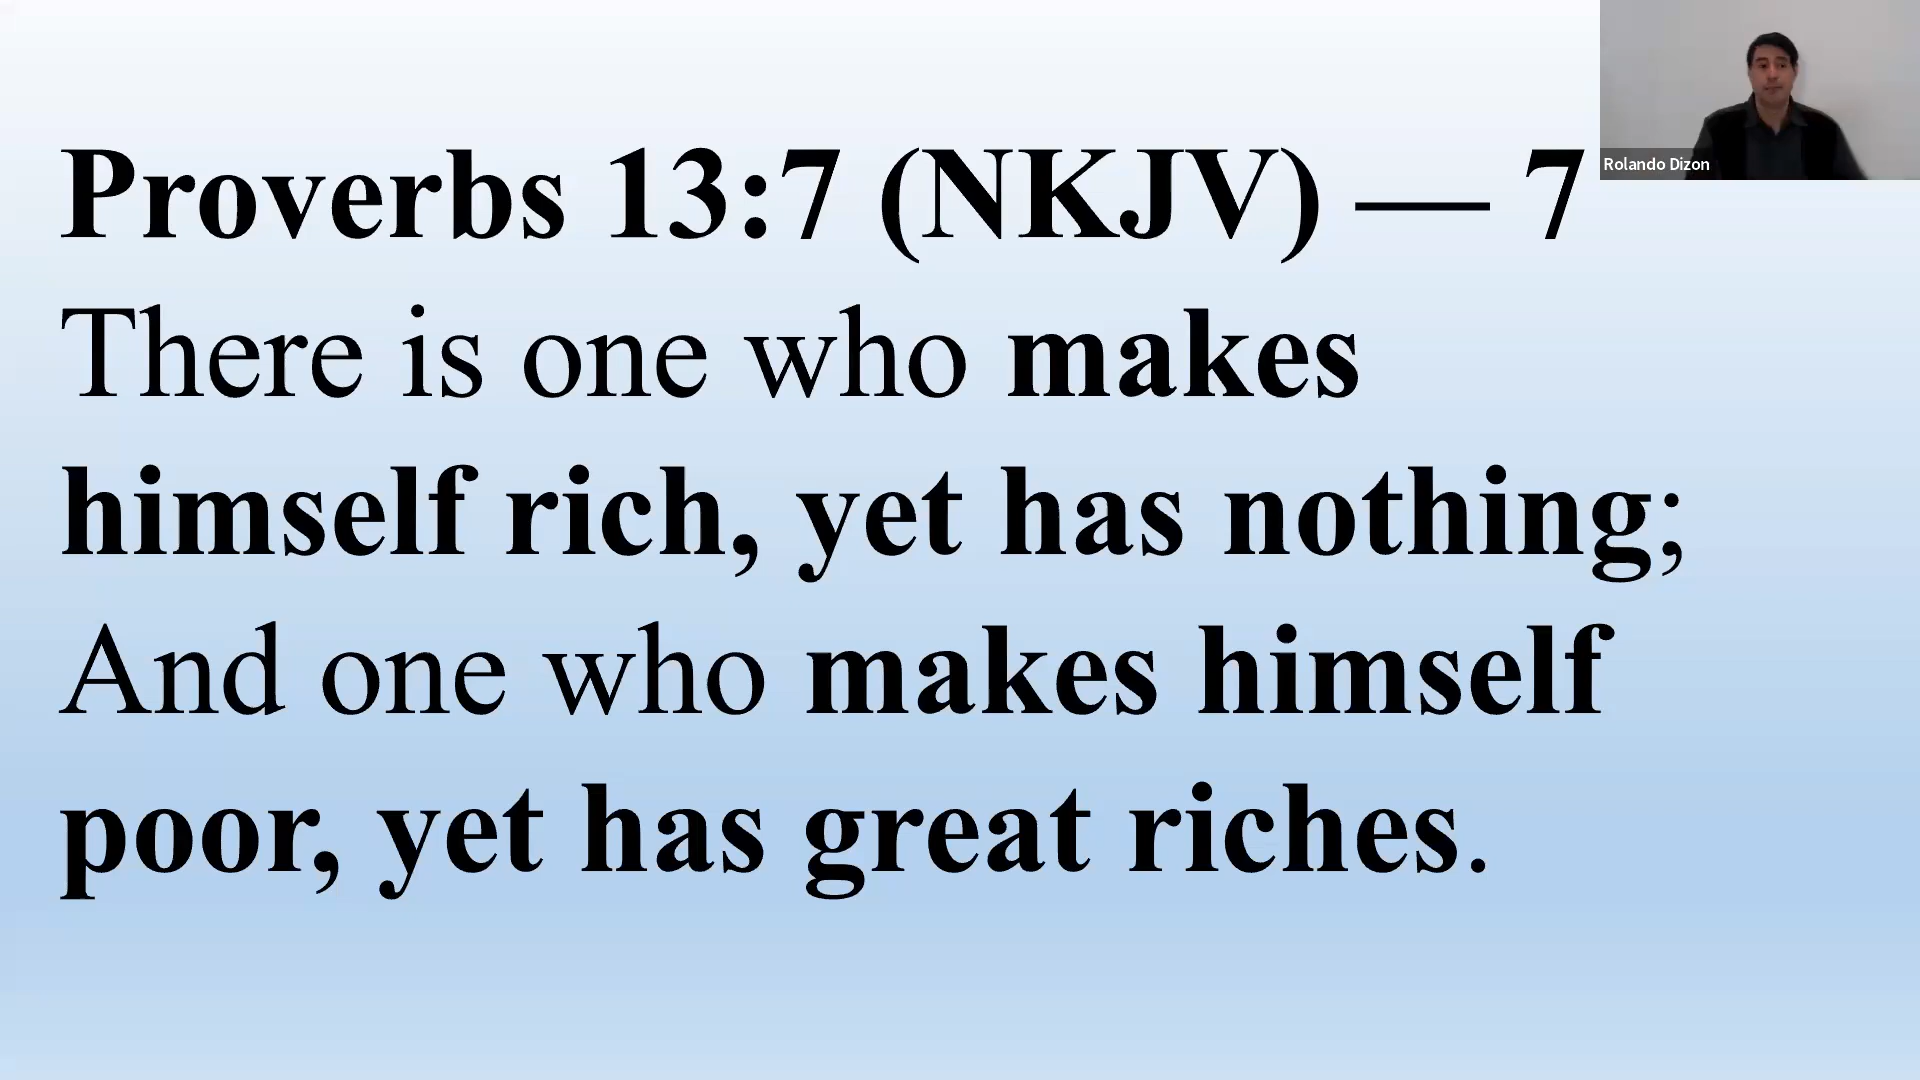 Proverbs 13:7 (NKJV) — 7
There is one who makes
himself rich, yet has nothing;
And one who makes himself
poor, yet has great riches.
Rolando Dizon